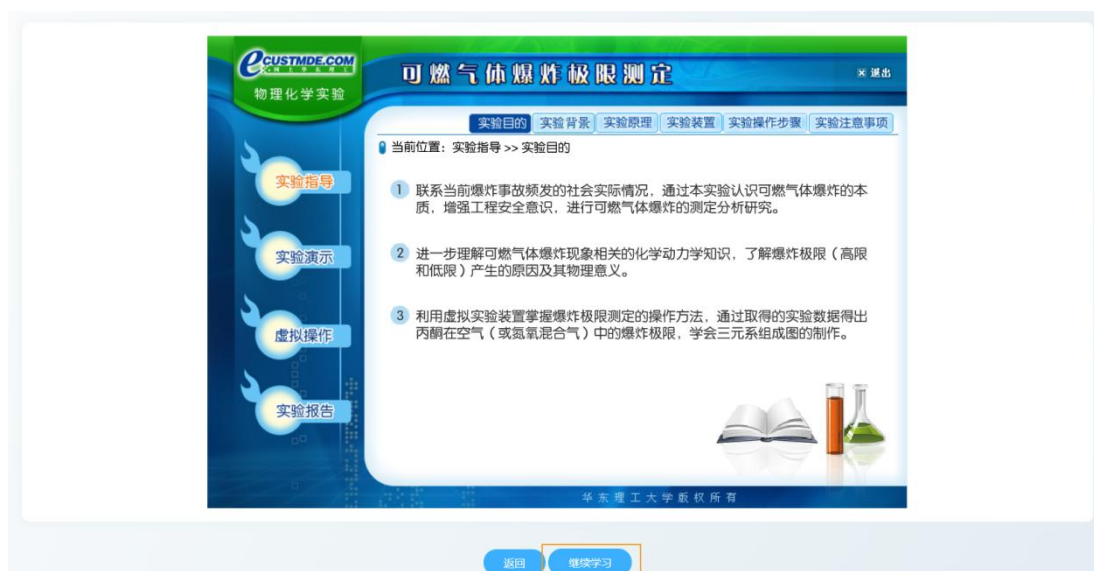 eCUSTMDE.COM
物理化学实验
可燃气体爆炸极限测定
× 退出
实验目的 实验背景 实验原理 实验装置 实验操作步骤 实验注意事项
当前位置：实验指导 >> 实验目的
实验指导
实验演示
虚拟操作
实验报告
1 联系当前爆炸事故频发的社会实际情况，通过本实验认识可燃气体爆炸的本
质，增强工程安全意识，进行可燃气体爆炸的测定分析研究。
2 进一步理解可燃气体爆炸现象相关的化学动力学知识，了解爆炸极限（高限
和低限）产生的原因及其物理意义。
3 利用虚拟实验装置掌握爆炸极限测定的操作方法，通过取得的实验数据得出
丙酮在空气（或氮氧混合气）中的爆炸极限，学会三元系组成图的制作。
华东理工大学版权所有
返回 继续学习